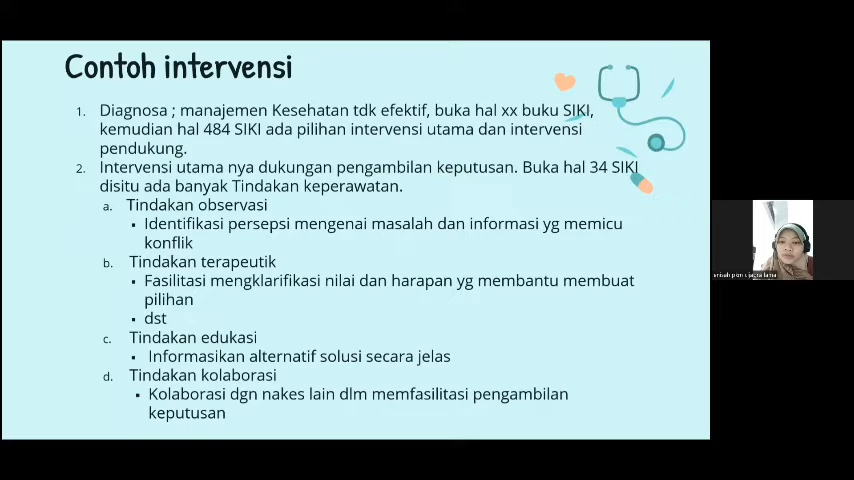 Contoh intervensi
1. Diagnosa ; manajemen Kesehatan tdk efektif, buka hal xx buku SIKI,
kemudian hal 484 SIKI ada pilihan intervensi utama dan intervensi
pendukung.
2. Intervensi utama nya dukungan pengambilan keputusan. Buka hal 34 SIKI
disitu ada banyak Tindakan keperawatan.
a. Tindakan observasi
▪ Identifikasi persepsi mengenai masalah dan informasi yg memicu
konflik
b. Tindakan terapeutik
▪ Fasilitasi mengklarifikasi nilai dan harapan yg membantu membuat
pilihan
▪ dst
c. Tindakan edukasi
▪ Informasikan alternatif solusi secara jelas
d. Tindakan kolaborasi
▪ Kolaborasi dgn nakes lain dlm memfasilitasi pengambilan
keputusan